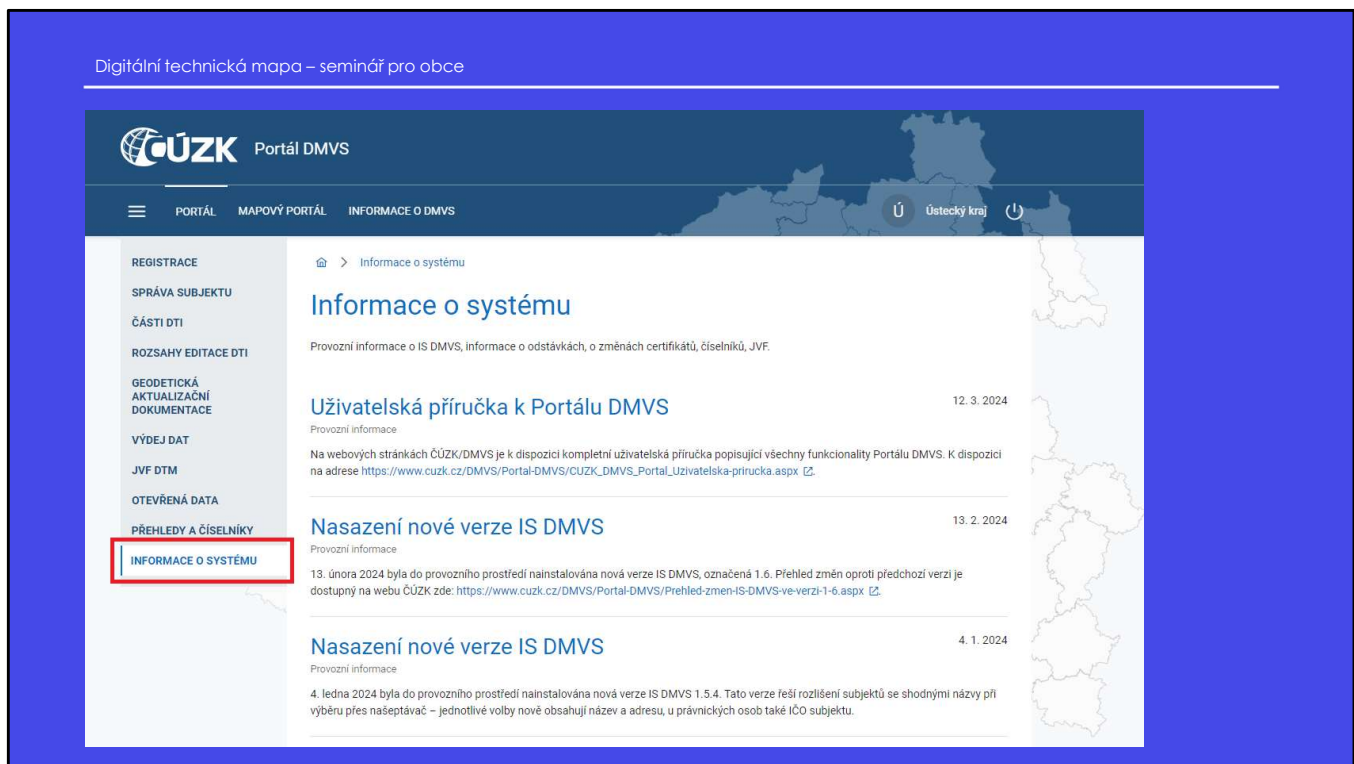 Digitální technická mapa – seminář pro obce
ČÚZK Portál DMVS
PORTÁL MAPOVÝ PORTÁL INFORMACE O DMVS Ú Ústecký kraj
REGISTRACE
SPRÁVA SUBJEKTU
ČÁSTI DTI
ROZSAHY EDITACE DTI
GEODETICKÁ
AKTUALIZAČNÍ
DOKUMENTACE
VÝDEJ DAT
JVF DTM
OTEVŘENÁ DATA
PŘEHLEDY A ČÍSELNÍKY
INFORMACE O SYSTÉMU
Informace o systému
Informace o systému
Provozní informace o IS DMVS, informace o odstávkách, o změnách certifikátů, číselníků, JVF.
Uživatelská příručka k Portálu DMVS 12. 3. 2024
Provozní informace
Na webových stránkách ČÚZK/DMVS je k dispozici kompletní uživatelská příručka popisující všechny funkcionality Portálu DMVS. K dispozici
na adrese https://www.cuzk.cz/DMVS/Portal-DMVS/CUZK_DMVS_Portal_Uzivatelska-prirucka.aspx.
Nasazení nové verze IS DMVS 13. 2. 2024
Provozní informace
13. února 2024 byla do provozního prostředí nainstalována nová verze IS DMVS, označená 1.6. Přehled změn oproti předchozí verzi je
dostupný na webu ČÚZK zde: https://www.cuzk.cz/DMVS/Portal-DMVS/Prehled-zmen-IS-DMVS-ve-verzi-1-6.aspx.
Nasazení nové verze IS DMVS 4. 1. 2024
Provozní informace
4. ledna 2024 byla do provozního prostředí nainstalována nová verze IS DMVS 1.5.4. Tato verze řeší rozlišení subjektů se shodnými názvy při
výběru přes našeptávač – jednotlivé volby nově obsahují název a adresu, u právnických osob také IČO subjektu.